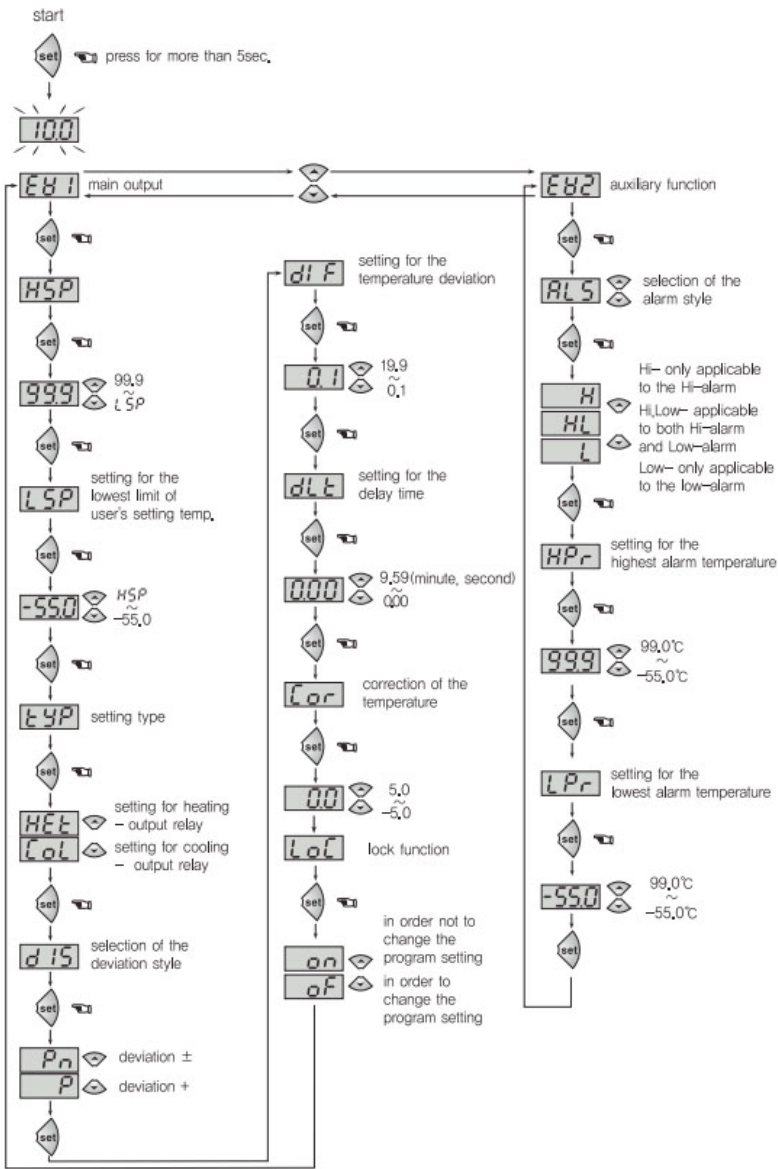 start
set
press for more than 5sec.
10.0
EH1
main output
set
HSP
set
99.9
99.9
~
LSP
set
LSP
setting for the
lowest limit of
user's setting temp.
set
-55.0
HSP
~
-55.0
set
tYP
setting type
set
HEt
setting for heating
- output relay
CoL
setting for cooling
- output relay
set
dIS
selection of the
deviation style
set
Pn
deviation ±
P
deviation +
set
dIF
setting for the
temperature deviation
set
0.1
19.9
~
0.1
set
dLt
setting for the
delay time
set
0.00
9.59(minute, second)
~
0.00
set
Cor
correction of the
temperature
set
0.0
5.0
~
-5.0
LoC
lock function
set
on
in order not to
change the
program setting
oF
in order to
change the
program setting
EH2
auxiliary function
set
ALS
selection of the
alarm style
set
H
HL
L
Hi- only applicable
to the Hi-alarm
Hi,Low- applicable
to both Hi-alarm
and Low-alarm
Low- only applicable
to the low-alarm
set
HPr
setting for the
highest alarm temperature
set
99.9
99.0℃
~
-55.0℃
set
LPr
setting for the
lowest alarm temperature
set
-55.0
99.0℃
~
-55.0℃
set